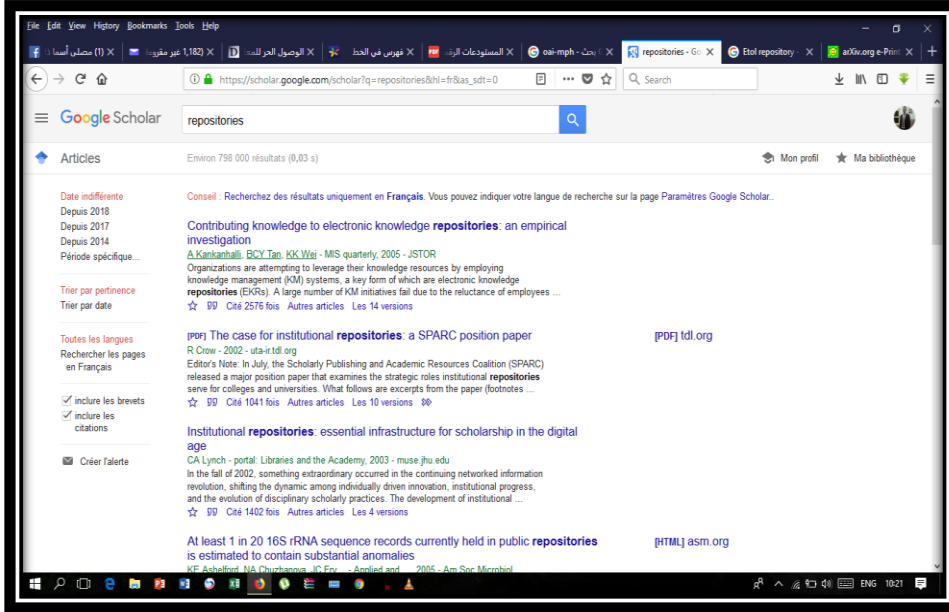 File Edit View History Bookmarks Tools Help
(1) مصلى أسما
(1,182) غير مقروء
الوصول الحر للمع
فهرس في الخط
المستودعات الرق
oai-mph - بحث
repositories - Go
Etol repository -
arXiv.org e-Print
https://scholar.google.com/scholar?q=repositories&hl=fr&as_sdt=0
Search
Google Scholar
repositories
Articles
Environ 798 000 résultats (0,03 s)
Mon profil
Ma bibliothèque
Date indifférente
Depuis 2018
Depuis 2017
Depuis 2014
Période spécifique...
Trier par pertinence
Trier par date
Toutes les langues
Rechercher les pages
en Français
inclure les brevets
inclure les
citations
Créer l'alerte
Conseil : Recherchez des résultats uniquement en Français. Vous pouvez indiquer votre langue de recherche sur la page Paramètres Google Scholar..
Contributing knowledge to electronic knowledge repositories: an empirical
investigation
A Kankanhalli, BCY Tan, KK Wei - MIS quarterly, 2005 - JSTOR
Organizations are attempting to leverage their knowledge resources by employing
knowledge management (KM) systems, a key form of which are electronic knowledge
repositories (EKRs). A large number of KM initiatives fail due to the reluctance of employees ...
Cité 2576 fois Autres articles Les 14 versions
[PDF] The case for institutional repositories: a SPARC position paper
[PDF] tdl.org
R Crow - 2002 - uta-ir.tdl.org
Editor's Note: In July, the Scholarly Publishing and Academic Resources Coalition (SPARC)
released a major position paper that examines the strategic roles institutional repositories
serve for colleges and universities. What follows are excerpts from the paper (footnotes ...
Cité 1041 fois Autres articles Les 10 versions
Institutional repositories: essential infrastructure for scholarship in the digital
age
CA Lynch - portal: Libraries and the Academy, 2003 - muse.jhu.edu
In the fall of 2002, something extraordinary occurred in the continuing networked information
revolution, shifting the dynamic among individually driven innovation, institutional progress,
and the evolution of disciplinary scholarly practices. The development of institutional ...
Cité 1402 fois Autres articles Les 4 versions
At least 1 in 20 16S rRNA sequence records currently held in public repositories
is estimated to contain substantial anomalies
[HTML] asm.org
KE Ashelford, NA Chuzhanova, JC Fry... - Applied and ..., 2005 - Am Soc Microbiol
ENG 10:21